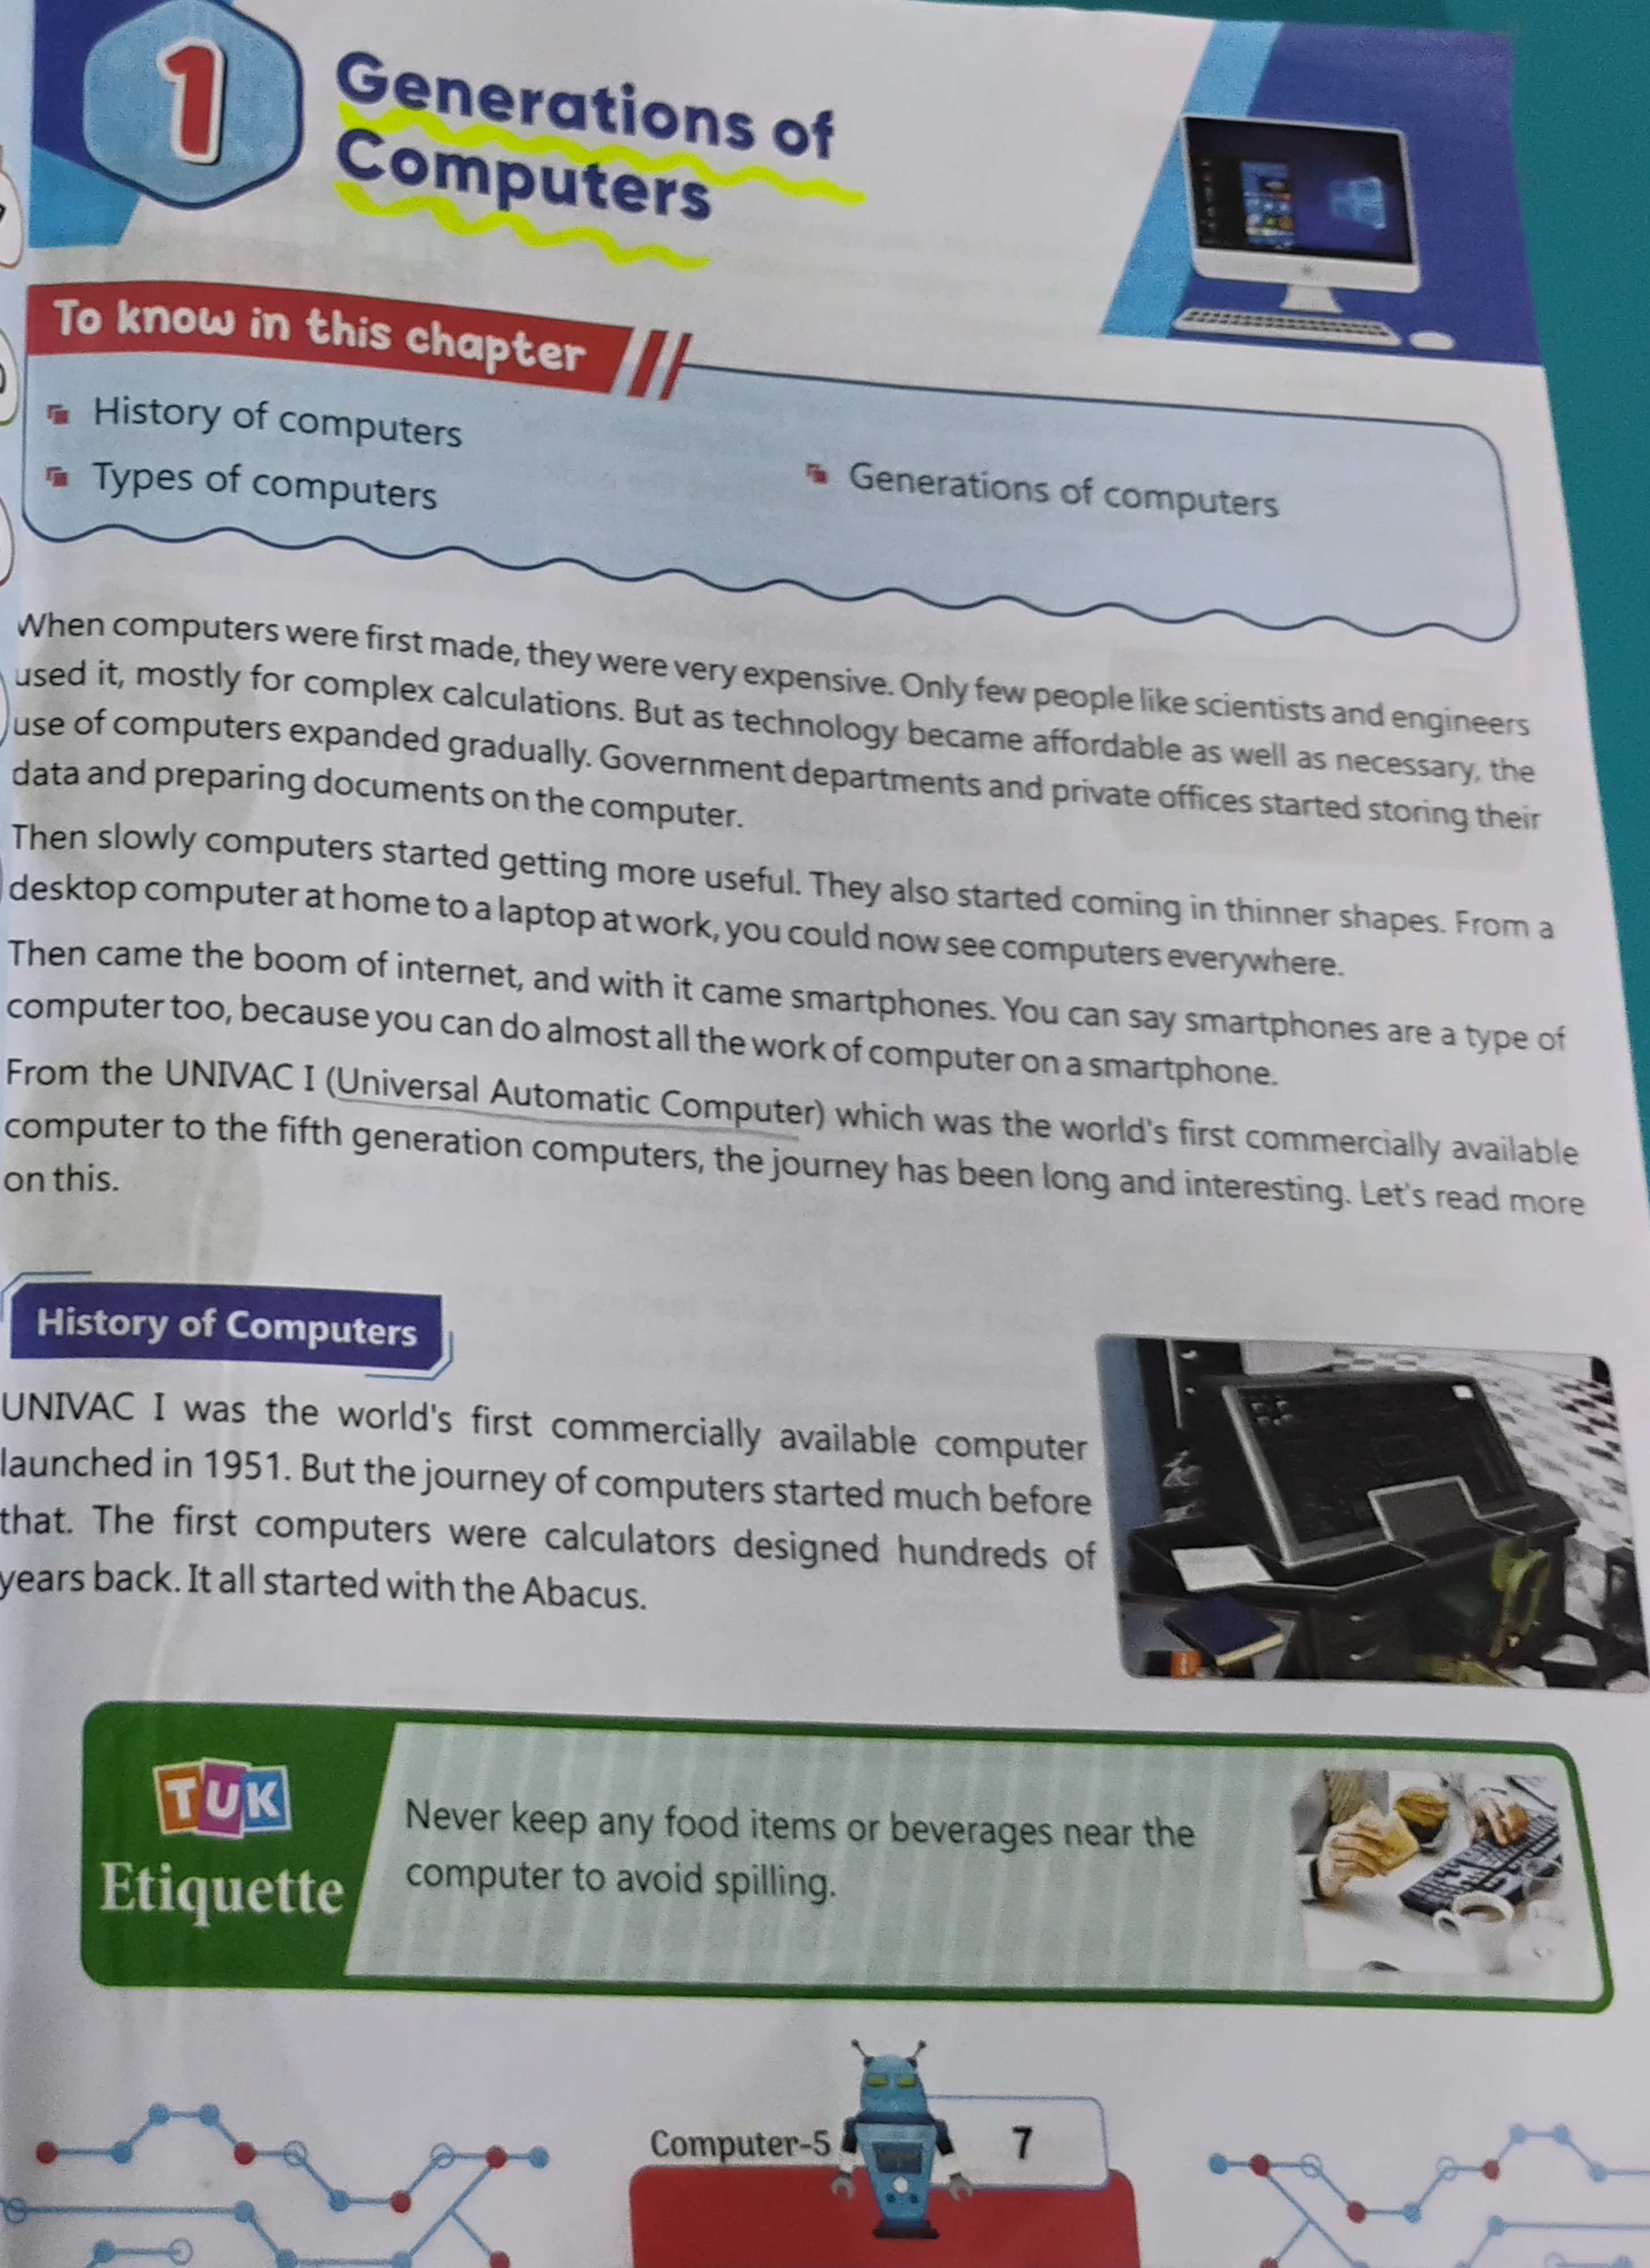 1
Generations of
Computers
To know in this chapter
History of computers
Types of computers
Generations of computers
When computers were first made, they were very expensive. Only few people like scientists and engineers
used it, mostly for complex calculations. But as technology became affordable as well as necessary, the
use of computers expanded gradually. Government departments and private offices started storing their
data and preparing documents on the computer.
Then slowly computers started getting more useful. They also started coming in thinner shapes. From a
desktop computer at home to a laptop at work, you could now see computers everywhere.
Then came the boom of internet, and with it came smartphones. You can say smartphones are a type of
computer too, because you can do almost all the work of computer on a smartphone.
From the UNIVAC I (Universal Automatic Computer) which was the world's first commercially available
computer to the fifth generation computers, the journey has been long and interesting. Let's read more
on this.
History of Computers
UNIVAC I was the world's first commercially available computer
launched in 1951. But the journey of computers started much before
that. The first computers were calculators designed hundreds of
years back. It all started with the Abacus.
TUK
Etiquette
Never keep any food items or beverages near the
computer to avoid spilling.
Computer-5
7